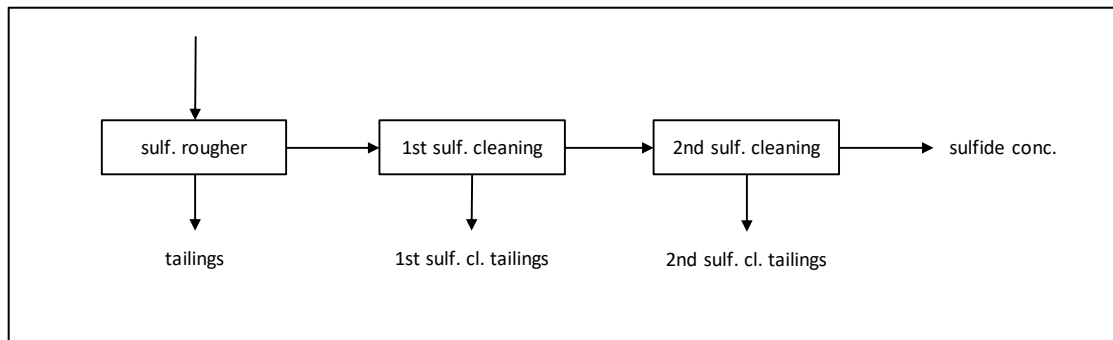 sulf. rougher
1st sulf. cleaning
2nd sulf. cleaning
sulfide conc.
tailings
1st sulf. cl. tailings
2nd sulf. cl. tailings